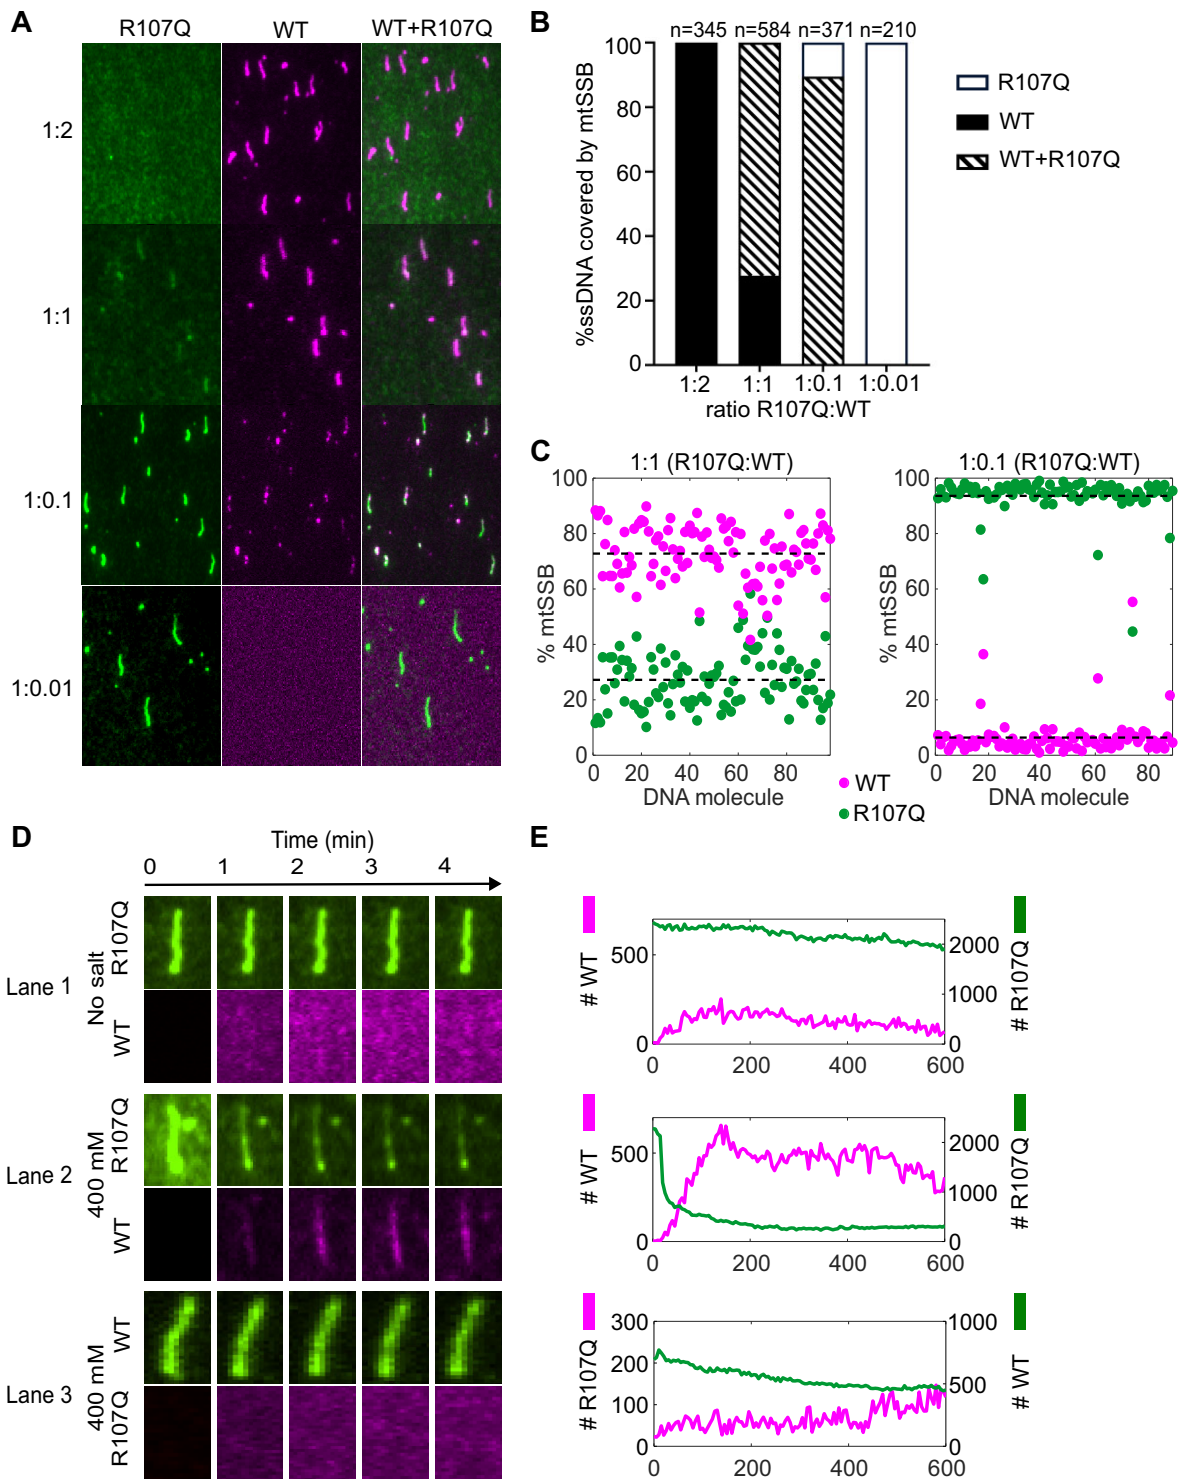 A
R107Q WT WT+R107Q
1:2
1:1
1:0.1
1:0.01
B
n=345 n=584 n=371 n=210
%ssDNA covered by mtSSB
100
80
60
40
20
0
1:2 1:1 1:0.1 1:0.01
ratio R107Q:WT
R107Q
WT
WT+R107Q
C
1:1 (R107Q:WT)
% mtSSB
100
80
60
40
20
0
0 20 40 60 80
DNA molecule
1:0.1 (R107Q:WT)
% mtSSB
100
80
60
40
20
0
0 20 40 60 80
DNA molecule
WT
R107Q
D
Time (min)
0 1 2 3 4
Lane 1
No salt
R107Q
WT
Lane 2
400 mM
R107Q
WT
Lane 3
400 mM
WT
R107Q
E
# WT
500
0
# R107Q
2000
1000
0
0 200 400 600
# WT
500
0
# R107Q
2000
1000
0
0 200 400 600
# R107Q
300
200
100
0
# WT
1000
500
0
0 200 400 600